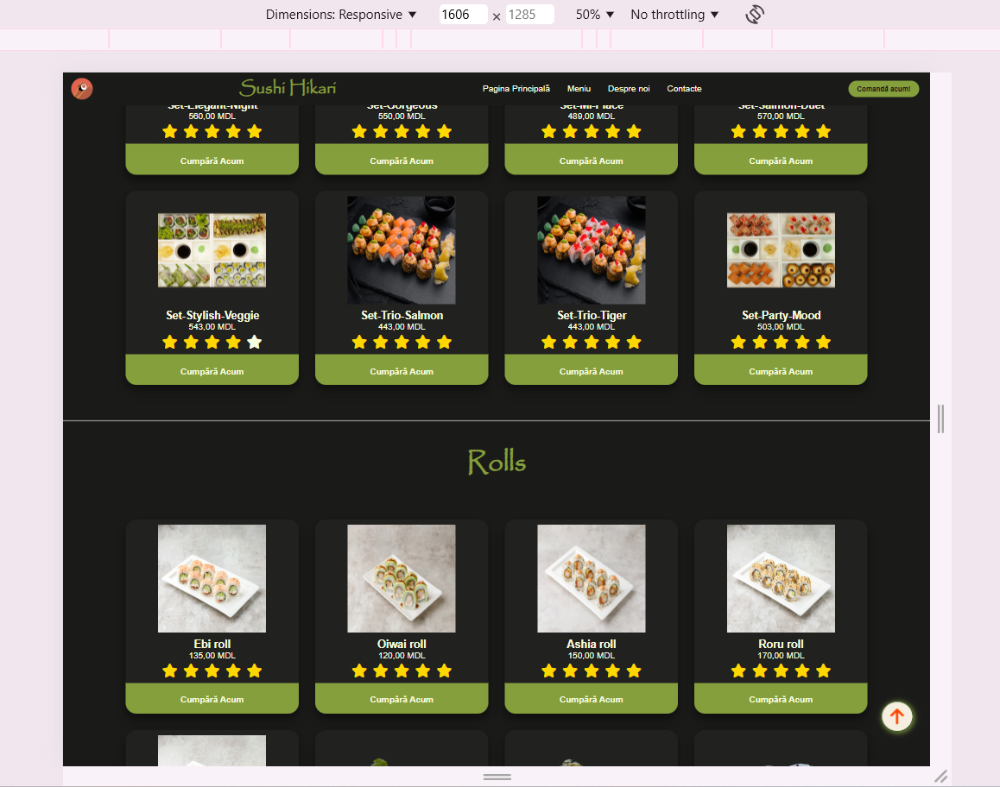 Dimensions: Responsive ▼ 1606 × 1285 50% ▼ No throttling ▼
Sushi Hikari Pagina Principală Meniu Despre noi Contacte Comandă acum!
Set-Elegant-Night Set-Gorgeous Set-Mi-Place Set-Salmon-Duet
560,00 MDL 550,00 MDL 489,00 MDL 570,00 MDL
Cumpără Acum Cumpără Acum Cumpără Acum Cumpără Acum
Set-Stylish-Veggie Set-Trio-Salmon Set-Trio-Tiger Set-Party-Mood
543,00 MDL 443,00 MDL 443,00 MDL 503,00 MDL
Cumpără Acum Cumpără Acum Cumpără Acum Cumpără Acum
Rolls
Ebi roll Oiwai roll Ashia roll Roru roll
135,00 MDL 120,00 MDL 150,00 MDL 170,00 MDL
Cumpără Acum Cumpără Acum Cumpără Acum Cumpără Acum